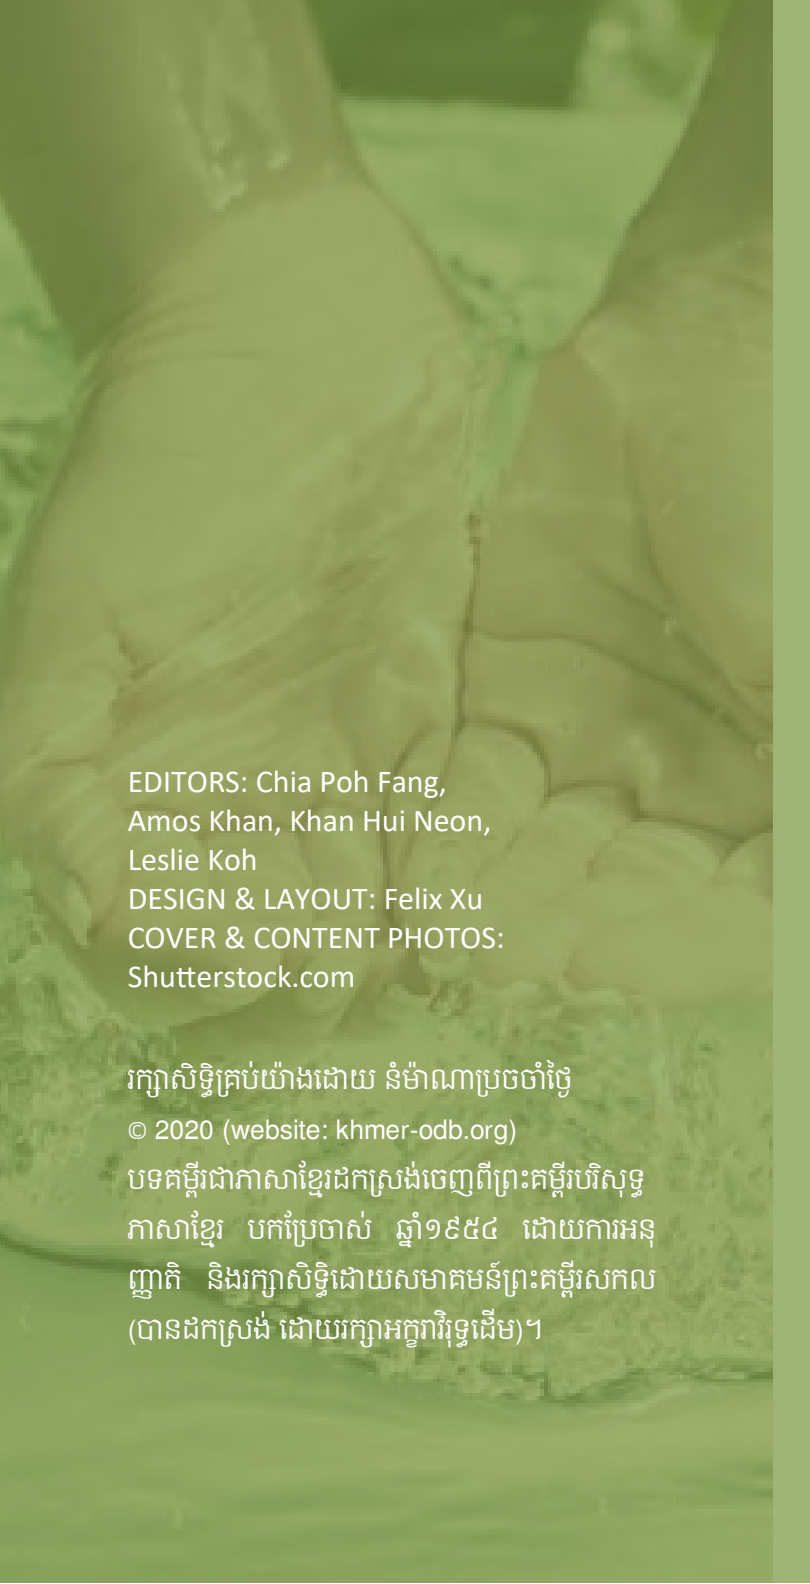 EDITORS: Chia Poh Fang,
Amos Khan, Khan Hui Neon,
Leslie Koh
DESIGN & LAYOUT: Felix Xu
COVER & CONTENT PHOTOS:
Shutterstock.com
រក្សាសិទ្ធិគ្រប់យ៉ាងដោយ នំម៉ាណាប្រចចាំថ្ងៃ
© 2020 (website: khmer-odb.org)
បទគម្ពីរជាភាសាខ្មែរដកស្រង់ចេញពីព្រះគម្ពីរបរិសុទ្ធ
ភាសាខ្មែរ បកប្រែចាស់ ឆ្នាំ១៩៥៤ ដោយការអនុ
ញ្ញាតិ និងរក្សាសិទ្ធិដោយសមាគមន៍ព្រះគម្ពីរសកល
(បានដកស្រង់ ដោយរក្សាអក្ខរាវិរុទ្ធដើម)។